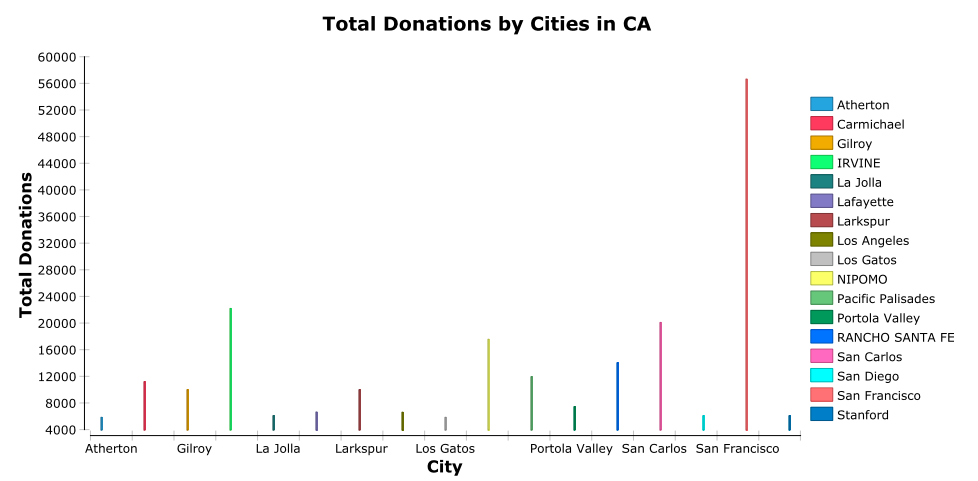 Total Donations by Cities in CA
60000
56000
52000
48000
44000
40000
36000
32000
28000
24000
20000
16000
12000
8000
4000
Total Donations
Atherton Gilroy La Jolla Larkspur Los Gatos Portola Valley San Carlos San Francisco
City
Atherton
Carmichael
Gilroy
IRVINE
La Jolla
Lafayette
Larkspur
Los Angeles
Los Gatos
NIPOMO
Pacific Palisades
Portola Valley
RANCHO SANTA FE
San Carlos
San Diego
San Francisco
Stanford